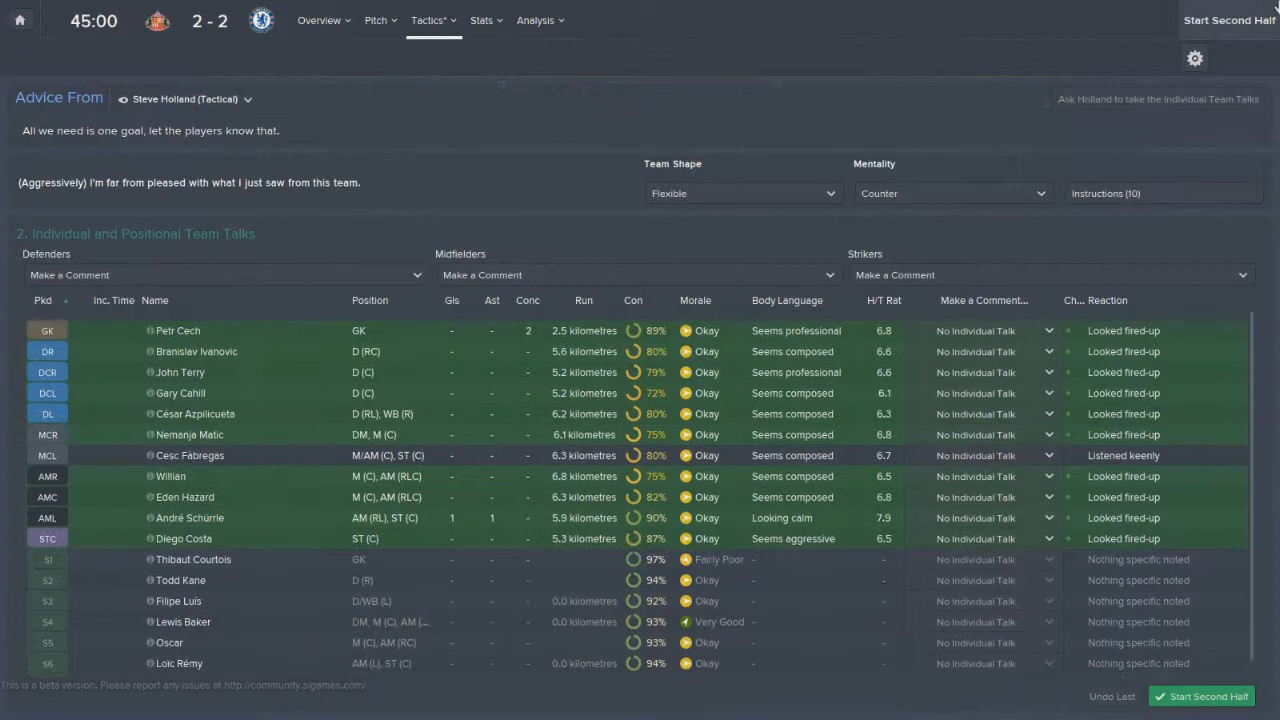 45:00 2 - 2 Overview Pitch Tactics* Stats Analysis Start Second Half
Advice From Steve Holland (Tactical) Ask Holland to take the Individual Team Talks
All we need is one goal, let the players know that.
Team Shape Mentality
(Aggressively) I'm far from pleased with what I just saw from this team. Flexible Counter Instructions (10)
2. Individual and Positional Team Talks
Defenders Midfielders Strikers
Make a Comment Make a Comment Make a Comment
Pkd Inc. Time Name Position Gls Ast Conc Run Con Morale Body Language H/T Rat Make a Comment... Ch... Reaction
GK Petr Cech GK - - 2 2.5 kilometres 89% Okay Seems professional 6.8 No Individual Talk Looked fired-up
DR Branislav Ivanovic D (RC) - - - 5.6 kilometres 80% Okay Seems composed 6.6 No Individual Talk Looked fired-up
DCR John Terry D (C) - - - 5.2 kilometres 79% Okay Seems professional 6.6 No Individual Talk Looked fired-up
DCL Gary Cahill D (C) - - - 5.2 kilometres 72% Okay Seems composed 6.1 No Individual Talk Looked fired-up
DL César Azpilicueta D (RL), WB (R) - - - 6.2 kilometres 80% Okay Seems composed 6.3 No Individual Talk Looked fired-up
MCR Nemanja Matic DM, M (C) - - - 6.1 kilometres 75% Okay Seems composed 6.8 No Individual Talk Looked fired-up
MCL Cesc Fàbregas M/AM (C), ST (C) - - - 6.3 kilometres 80% Okay Seems composed 6.7 No Individual Talk Listened keenly
AMR Willian M (C), AM (RLC) - - - 6.8 kilometres 75% Okay Seems composed 6.5 No Individual Talk Looked fired-up
AMC Eden Hazard M (C), AM (RLC) - - - 6.3 kilometres 82% Okay Seems composed 6.8 No Individual Talk Looked fired-up
AML André Schürrle AM (RL), ST (C) 1 1 - 5.9 kilometres 90% Okay Looking calm 7.9 No Individual Talk Looked fired-up
STC Diego Costa ST (C) - - - 5.3 kilometres 87% Okay Seems aggressive 6.5 No Individual Talk Looked fired-up
S1 Thibaut Courtois GK - - - 97% Fairly Poor - - No Individual Talk Nothing specific noted
S2 Todd Kane D (R) - - - 94% Okay - - No Individual Talk Nothing specific noted
S3 Filipe Luís D/WB (L) - - - 0.0 kilometres 92% Okay - - No Individual Talk Nothing specific noted
S4 Lewis Baker DM, M (C), AM (... - - - 0.0 kilometres 93% Very Good - - No Individual Talk Nothing specific noted
S5 Oscar M (C), AM (RC) - - - 93% Okay - - No Individual Talk Nothing specific noted
S6 Loïc Rémy AM (L), ST (C) - - - 0.0 kilometres 94% Okay - - No Individual Talk Nothing specific noted
This is a beta version. Please report any issues at http://community.sigames.com/
Undo Last Start Second Half